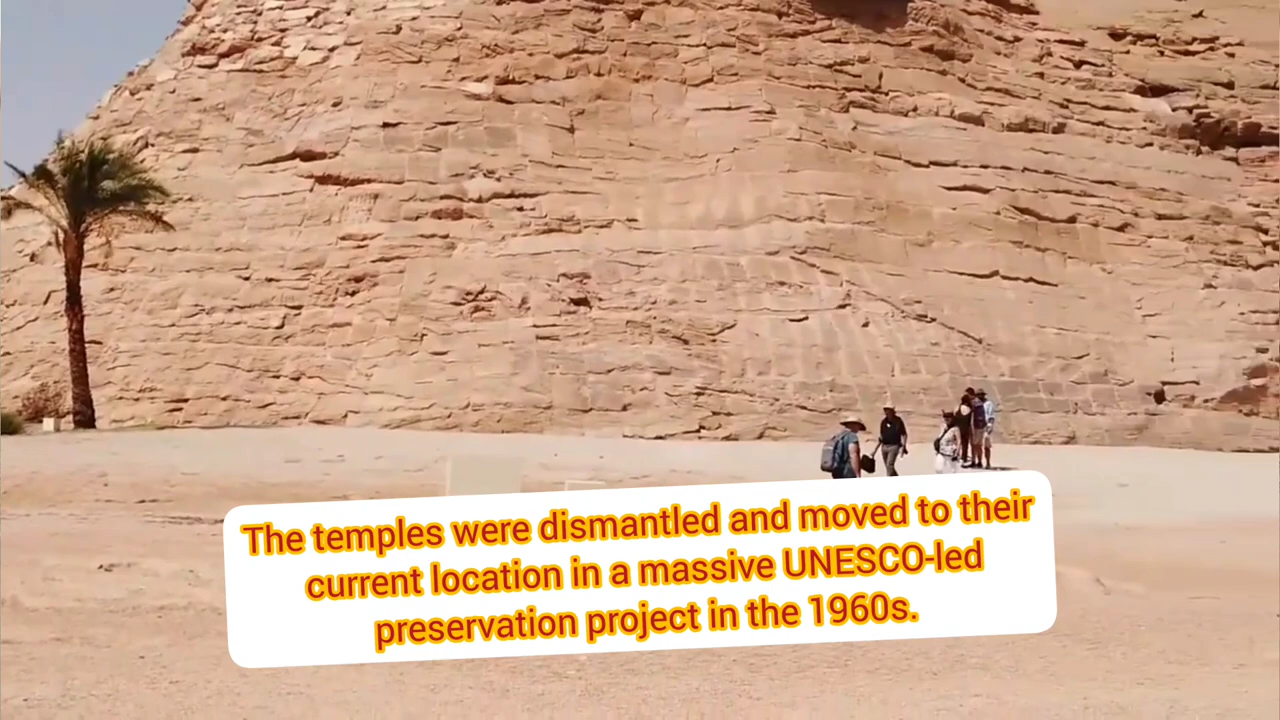 The temples were dismantled and moved to their
current location in a massive UNESCO-led
preservation project in the 1960s.